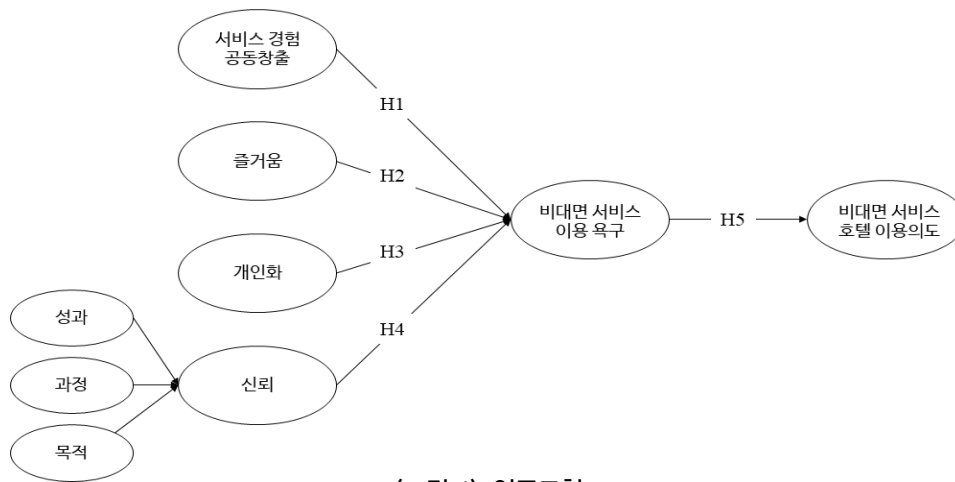 서비스 경험
공동창출
H1
즐거움
H2
비대면 서비스
이용 욕구
H5
비대면 서비스
호텔 이용의도
개인화
H3
성과
H4
과정
신뢰
목적